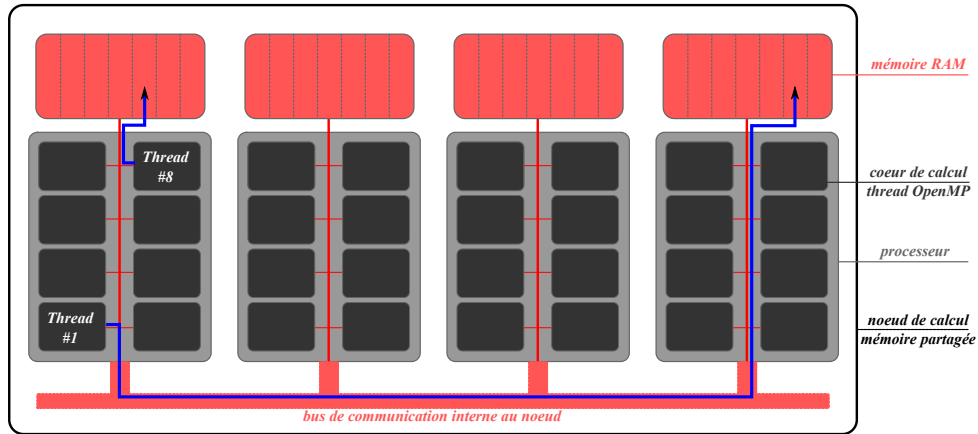 mémoire RAM
Thread
#8
coeur de calcul
thread OpenMP
processeur
Thread
#1
noeud de calcul
mémoire partagée
bus de communication interne au noeud